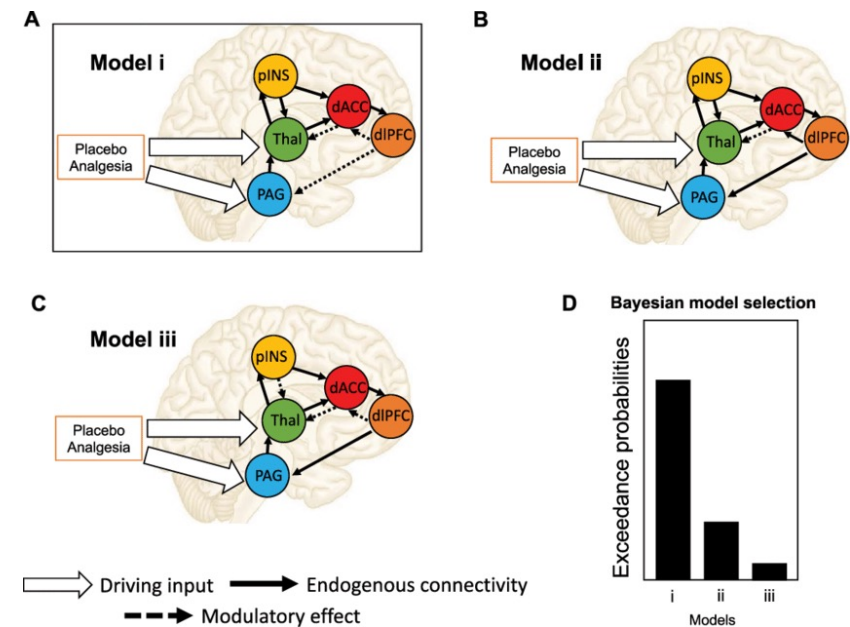 A
Model i
pINS
dACC
Thal
dlPFC
PAG
Placebo
Analgesia
B
Model ii
pINS
dACC
Thal
dlPFC
PAG
Placebo
Analgesia
C
Model iii
pINS
dACC
Thal
dlPFC
PAG
Placebo
Analgesia
D
Bayesian model selection
Exceedance probabilities
i ii iii
Models
Driving input
Endogenous connectivity
Modulatory effect